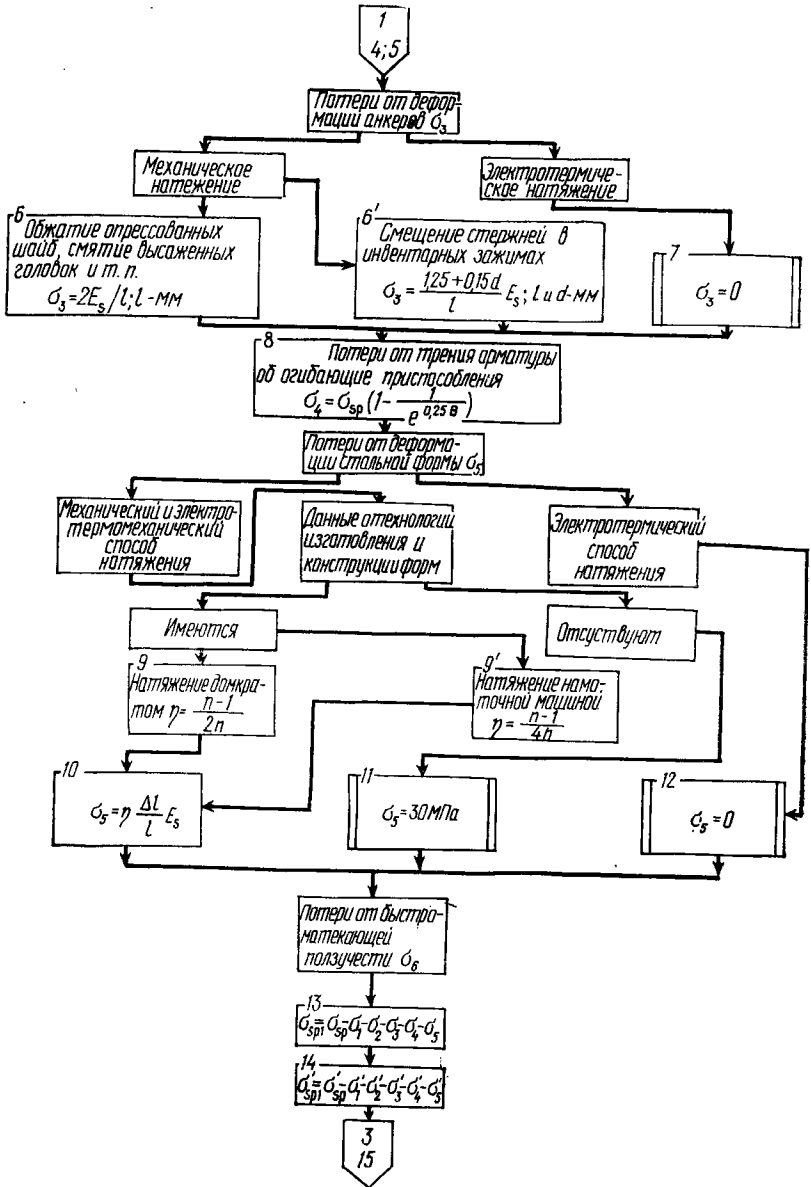 1
4;5
Потери от дефор-
маций анкеров σ₃
Механическое
натежение
Электротермиче-
ское натяжение
6
Обжатие опрессованных
шайб, смятие высаженных
головок и т. п.
σ₃=2Eₛ/l; l-мм
6′
Смещение стержней в
инвентарных зажимах
σ₃= (1,25+0,15d)/l Eₛ; l и d-мм
7
σ₃=0
8
Потери от трения арматуры
об огибающие приспособления
σ₄=σsp(1- 1/e^0,25θ)
Потери от деформа-
ции стальной формы σ₅
Механический и электро-
термомеханический
способ
натяжения
Данные о технологии
изготовления и
конструкции форм
Электротермический
способ
натяжения
Имеются
Отсуствуют
9
Натяжение домкра-
том η= (n-1)/2n
9′
Натяжение намо-
точной машиной
η= (n-1)/4n
10
σ₅=η Δl/l Eₛ
11
σ₅=30МПа
12
σ₅=0
Потери от быстро-
матекающей
ползучести σ₆
13
σsp1=σsp-σ₁-σ₂-σ₃-σ₄-σ₅
14
σ′sp1=σ′sp-σ′₁-σ′₂-σ′₃-σ′₄-σ′₅
3
15